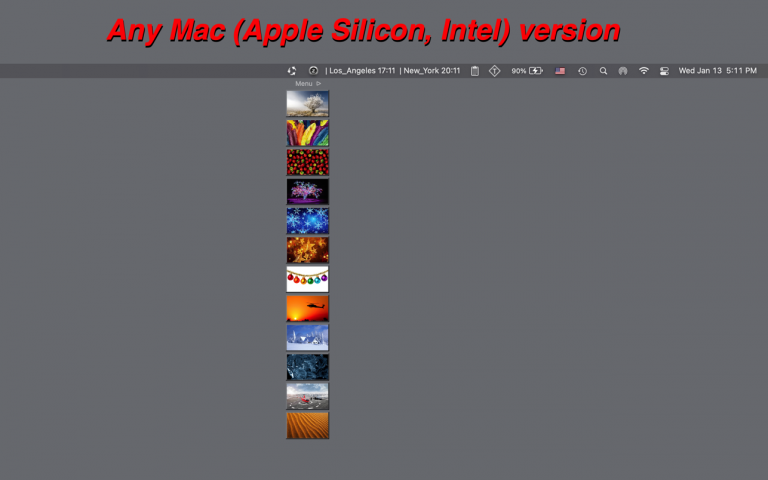 Any Mac (Apple Silicon, Intel) version
| Los_Angeles 17:11 | New_York 20:11 90% Wed Jan 13 5:11 PM
Menu